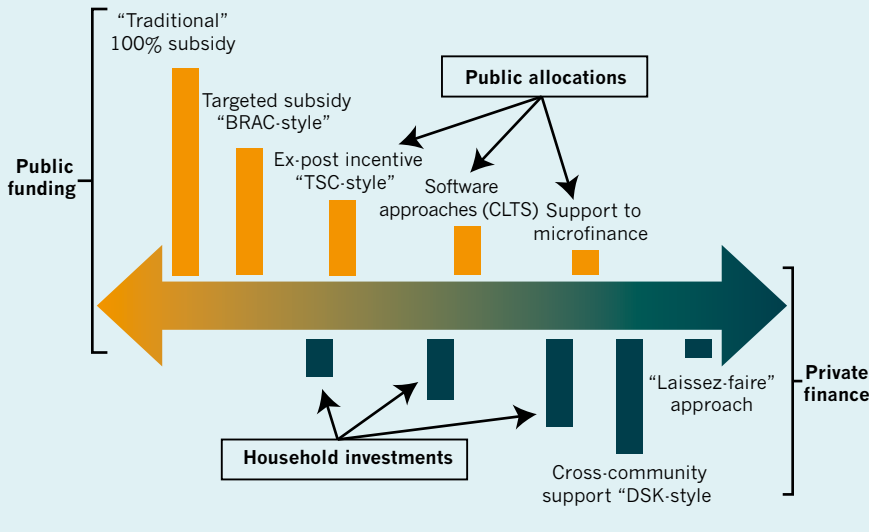 “Traditional”
100% subsidy
Public allocations
Targeted subsidy
“BRAC-style”
Ex-post incentive
“TSC-style”
Public
funding
Software
approaches (CLTS)
Support to
microfinance
“Laissez-faire”
approach
Private
finance
Household investments
Cross-community
support “DSK-style